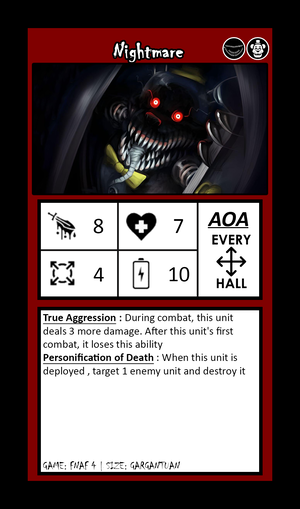 Nightmare
8
7
AOA
EVERY
HALL
4
10
True Aggression : During combat, this unit
deals 3 more damage. After this unit's first
combat, it loses this ability
Personification of Death : When this unit is
deployed , target 1 enemy unit and destroy it
GAME: FNAF 4 | SIZE: GARGANTUAN